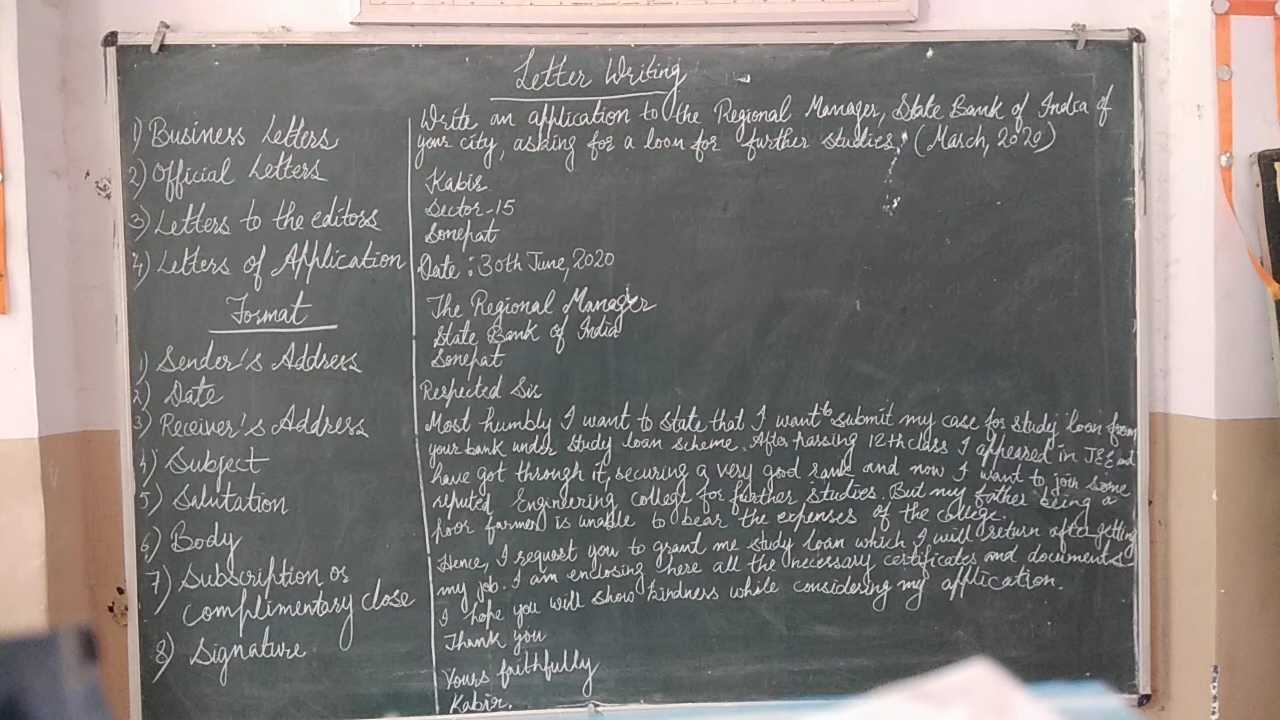 Letter Writing
1) Business Letters
2) Official Letters
3) Letters to the editors
4) Letters of Application
Format
1) Sender's Address
2) Date
3) Receiver's Address
4) Subject
5) Salutation
6) Body
7) Subscription or
complimentary close
8) Signature
Write an application to the Regional Manager, State Bank of India of
your city, asking for a loan for further studies. (March, 2020)
Kabir
Sector-15
Sonepat
Date : 30th June, 2020
The Regional Manager
State Bank of India
Sonepat
Respected Sir
Most humbly I want to state that I want to submit my case for study loan from
your bank under study loan scheme. After passing 12th class I appeared in JEE and
have got through it, securing a very good rank and now I want to join some
reputed Engineering college for further studies. But my father being a
poor farmer is unable to bear the expenses of the college.
Hence, I request you to grant me study loan which I will return after getting
my job. I am enclosing here all the necessary certificates and documents
I hope you will show kindness while considering my application.
Thank you
Yours faithfully
Kabir.